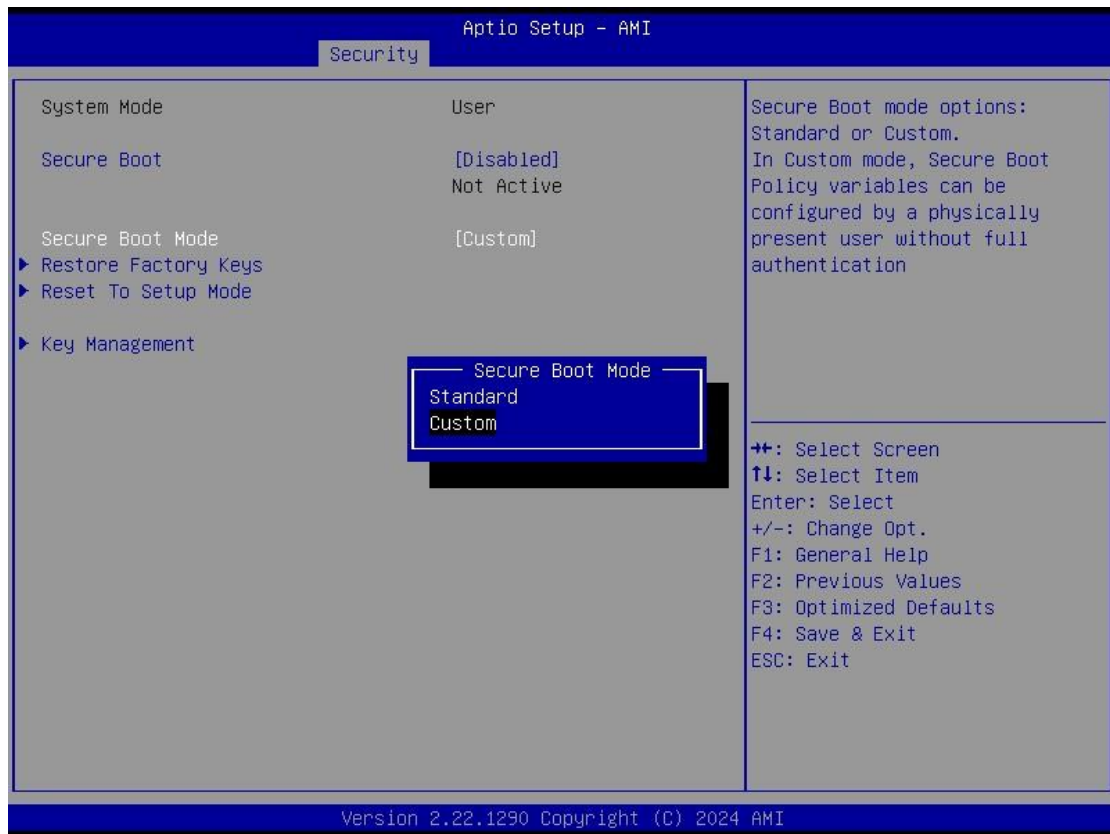 Aptio Setup – AMI
Security
System Mode User
Secure Boot [Disabled]
Not Active
Secure Boot Mode [Custom]
Restore Factory Keys
Reset To Setup Mode
Key Management
Secure Boot Mode
Standard
Custom
Secure Boot mode options:
Standard or Custom.
In Custom mode, Secure Boot
Policy variables can be
configured by a physically
present user without full
authentication
→←: Select Screen
↑↓: Select Item
Enter: Select
+/-: Change Opt.
F1: General Help
F2: Previous Values
F3: Optimized Defaults
F4: Save & Exit
ESC: Exit
Version 2.22.1290 Copyright (C) 2024 AMI